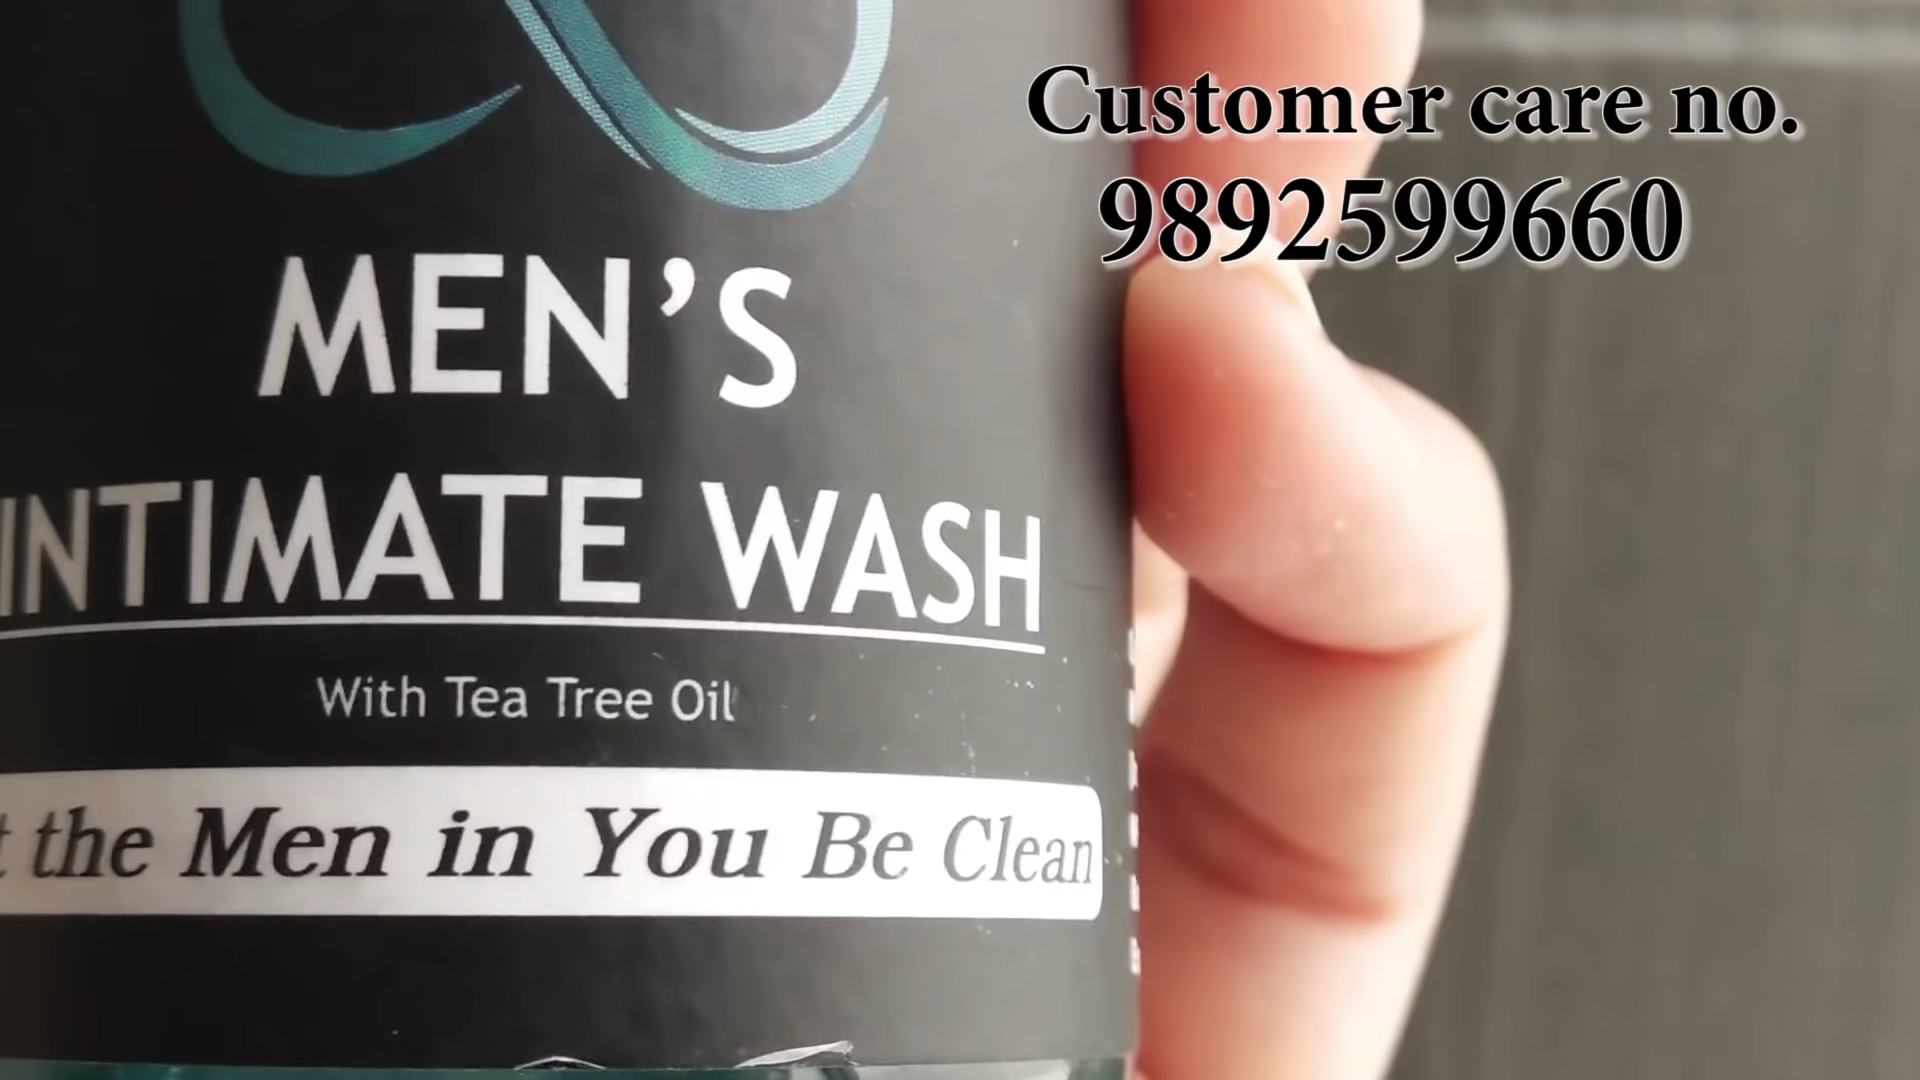 Customer care no.
9892599660
MEN'S
INTIMATE WASH
With Tea Tree Oil
the Men in You Be Clean